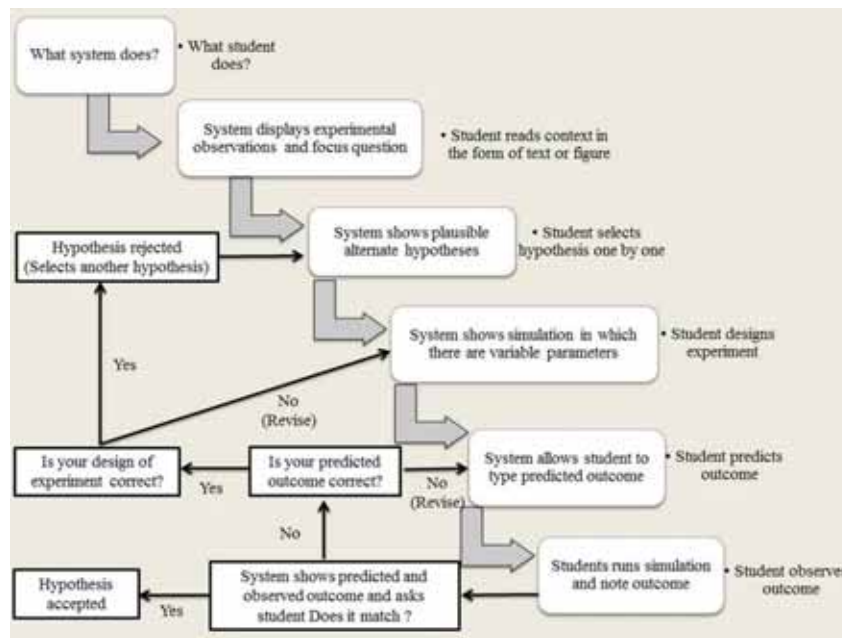 What system does?
• What student
does?
System displays experimental
observations and focus question
• Student reads context in
the form of text or figure
System shows plausible
alternate hypotheses
• Student selects
hypothesis one by one
Hypothesis rejected
(Selects another hypothesis)
System shows simulation in which
there are variable parameters
• Student designs
experiment
Yes
No
(Revise)
Is your design of
experiment correct?
Yes
Is your predicted
outcome correct?
No
(Revise)
System allows student to
type predicted outcome
• Student predicts
outcome
No
Students runs simulation
and note outcome
• Student observe
outcome
Hypothesis
accepted
Yes
System shows predicted and
observed outcome and asks
student Does it match ?